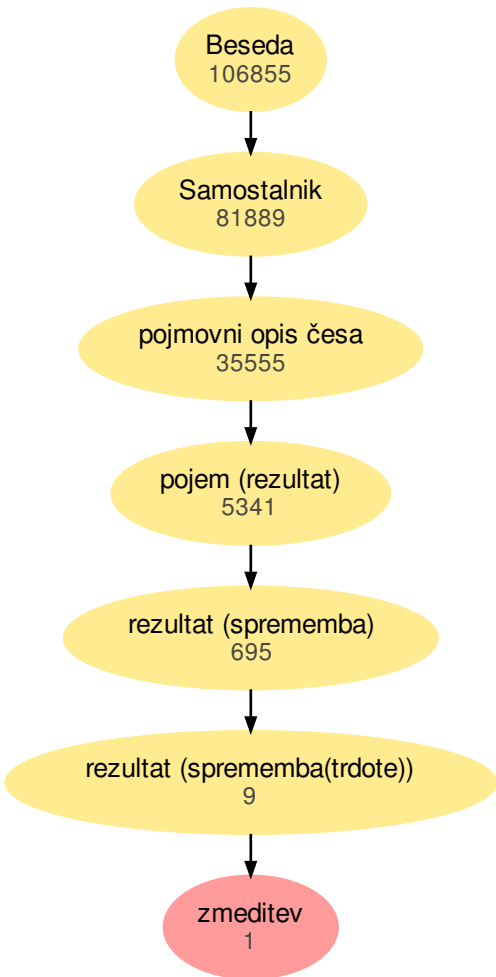 Beseda
106855
Samostalnik
81889
pojmovni opis česa
35555
pojem (rezultat)
5341
rezultat (sprememba)
695
rezultat (sprememba(trdote))
9
zmeditev
1